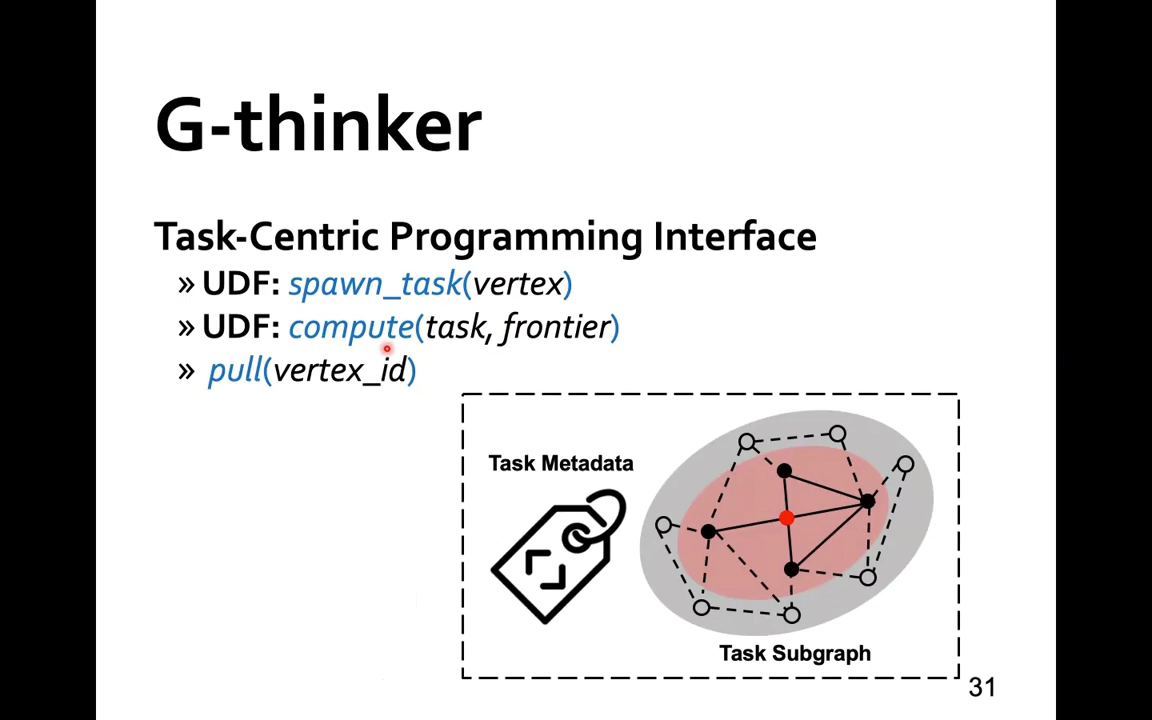 G-thinker
Task-Centric Programming Interface
» UDF: spawn_task(vertex)
» UDF: compute(task, frontier)
» pull(vertex_id)
Task Metadata
Task Subgraph
31